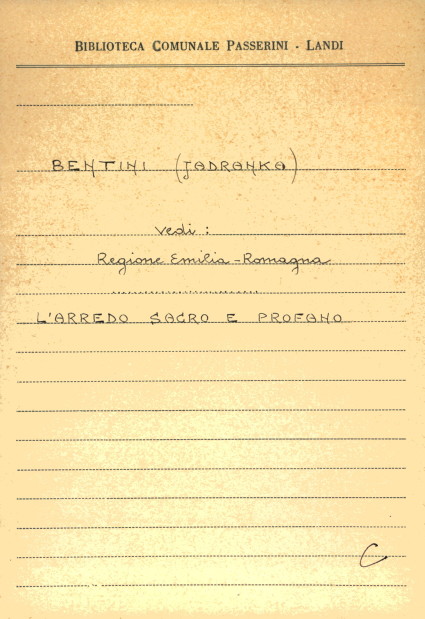 BIBLIOTECA COMUNALE PASSERINI - LANDI
BENTINI (JADRANKA)
vedi :
Regione Emilia-Romagna
L'ARREDO SACRO E PROFANO
C